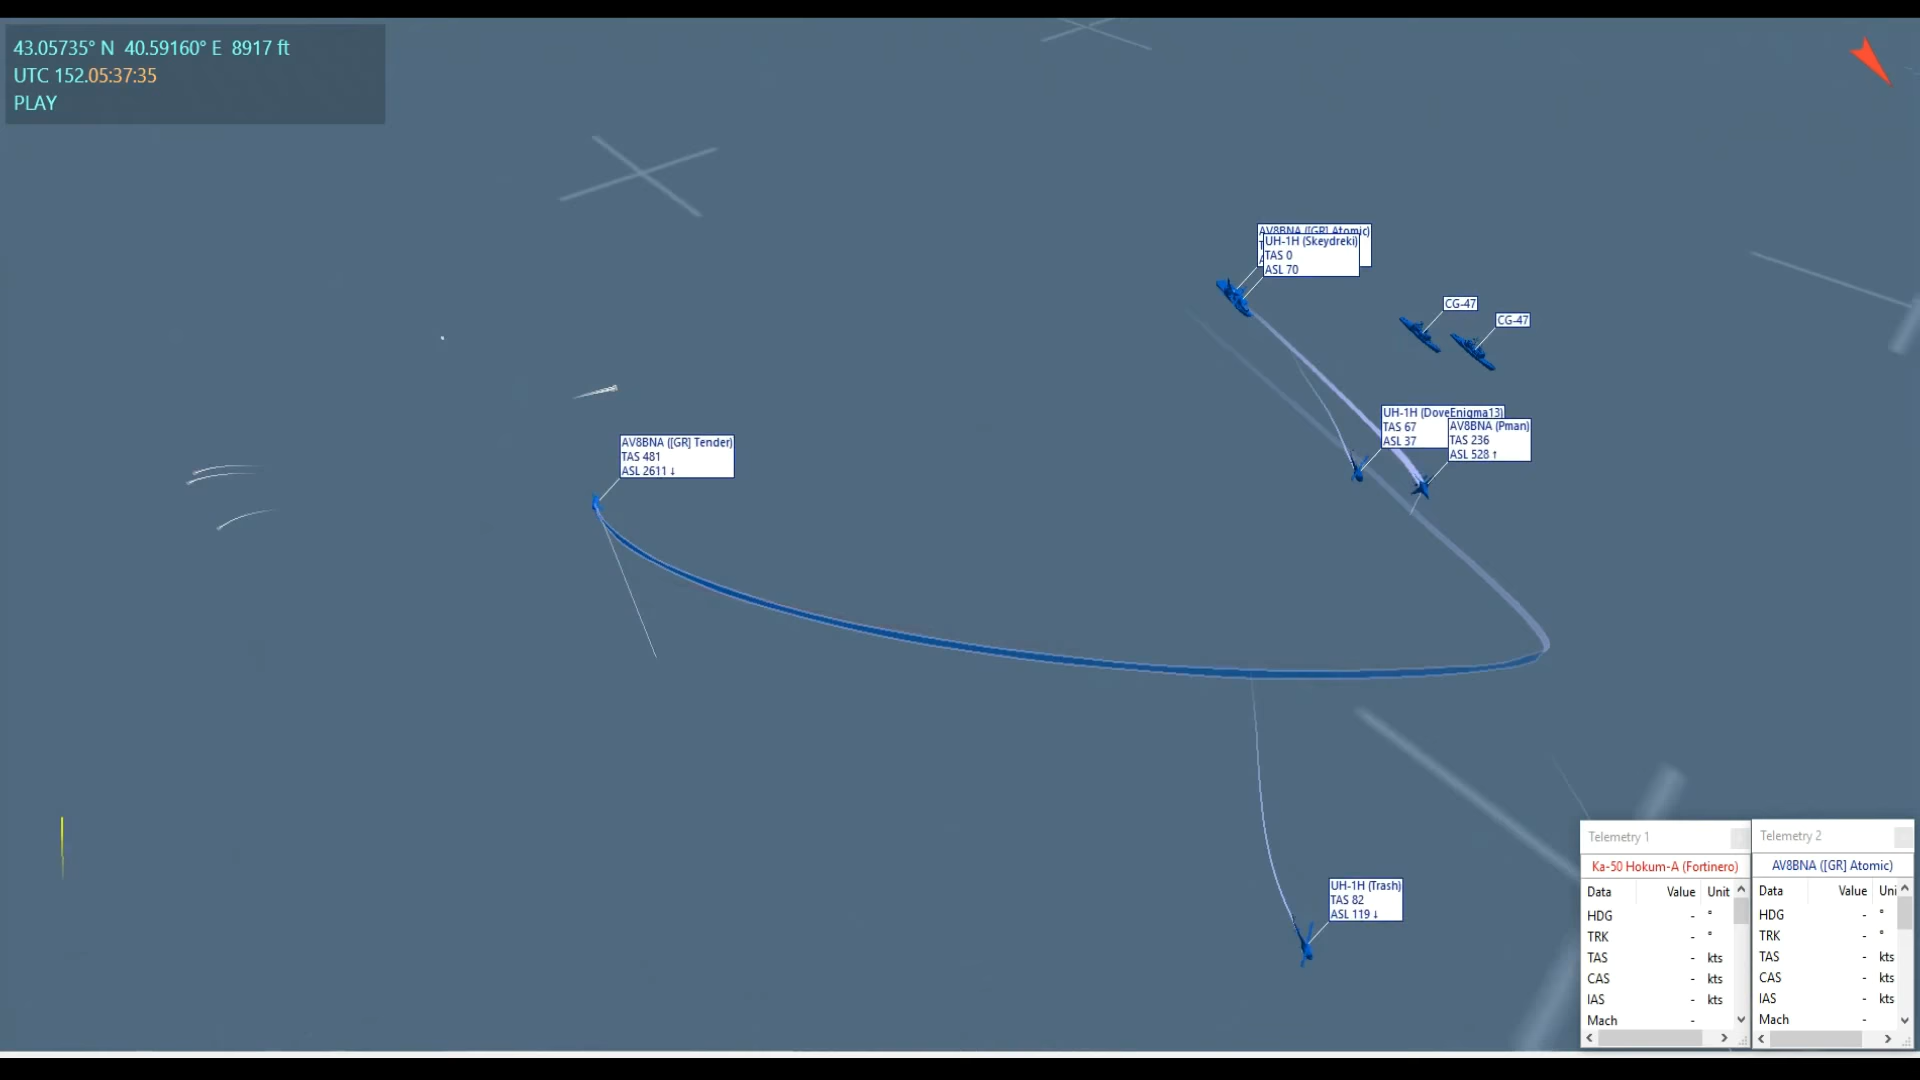 43.05735° N  40.59160° E  8917 ft
UTC 152.05:37:35
PLAY
AV8BNA ([GR] Atomic)
UH-1H (Skeydreki)
TAS 0
ASL 70
CG-47
CG-47
UH-1H (DoveEnigma13)
TAS 67
ASL 37
AV8BNA (Pman)
TAS 236
ASL 528 ↑
AV8BNA ([GR] Tender)
TAS 481
ASL 2611 ↓
UH-1H (Trash)
TAS 82
ASL 119 ↓
Telemetry 1
Ka-50 Hokum-A (Fortinero)
Data Value Unit
HDG - °
TRK - °
TAS - kts
CAS - kts
IAS - kts
Mach -
Telemetry 2
AV8BNA ([GR] Atomic)
Data Value Uni
HDG - °
TRK - °
TAS - kts
CAS - kts
IAS - kts
Mach -